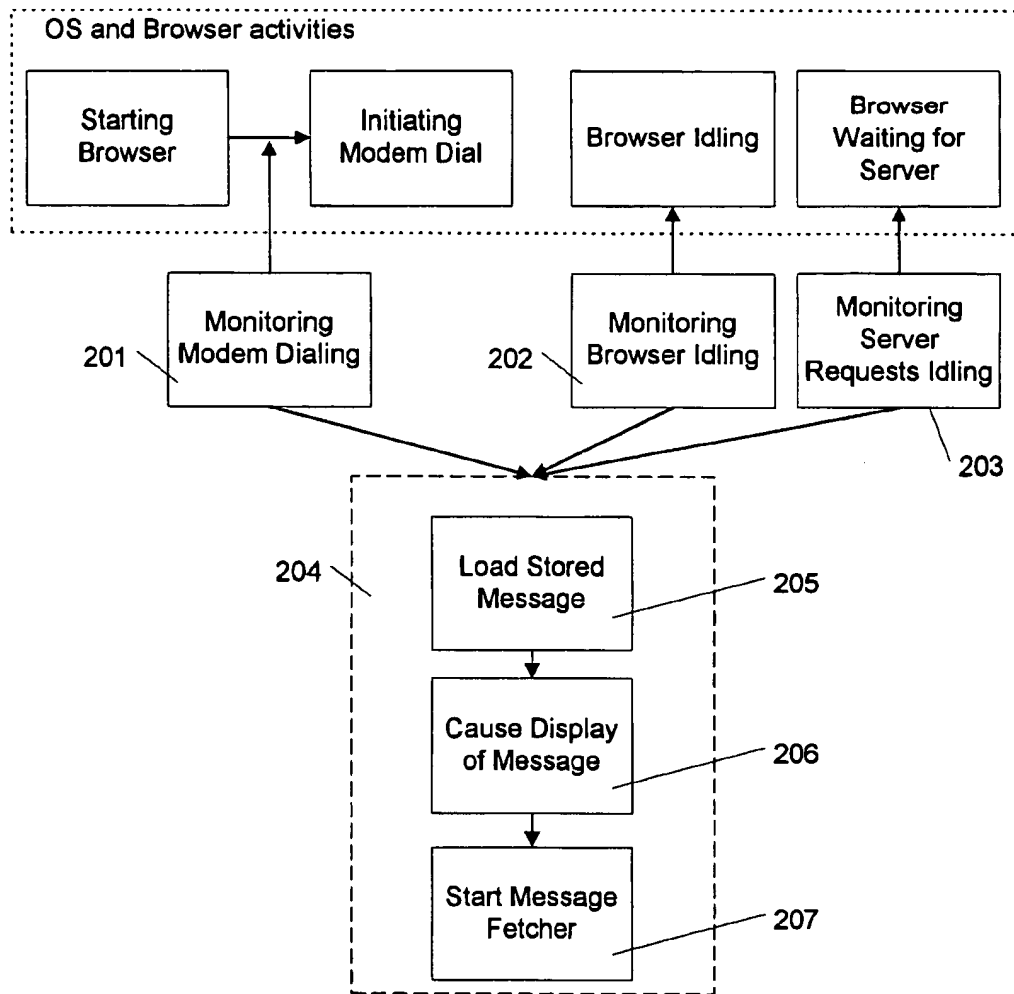 OS and Browser activities
Starting
Browser
Initiating
Modem Dial
Browser Idling
Browser
Waiting for
Server
Monitoring
Modem Dialing
201
Monitoring
Browser Idling
202
Monitoring
Server
Requests Idling
203
204
Load Stored
Message
205
Cause Display
of Message
206
Start Message
Fetcher
207